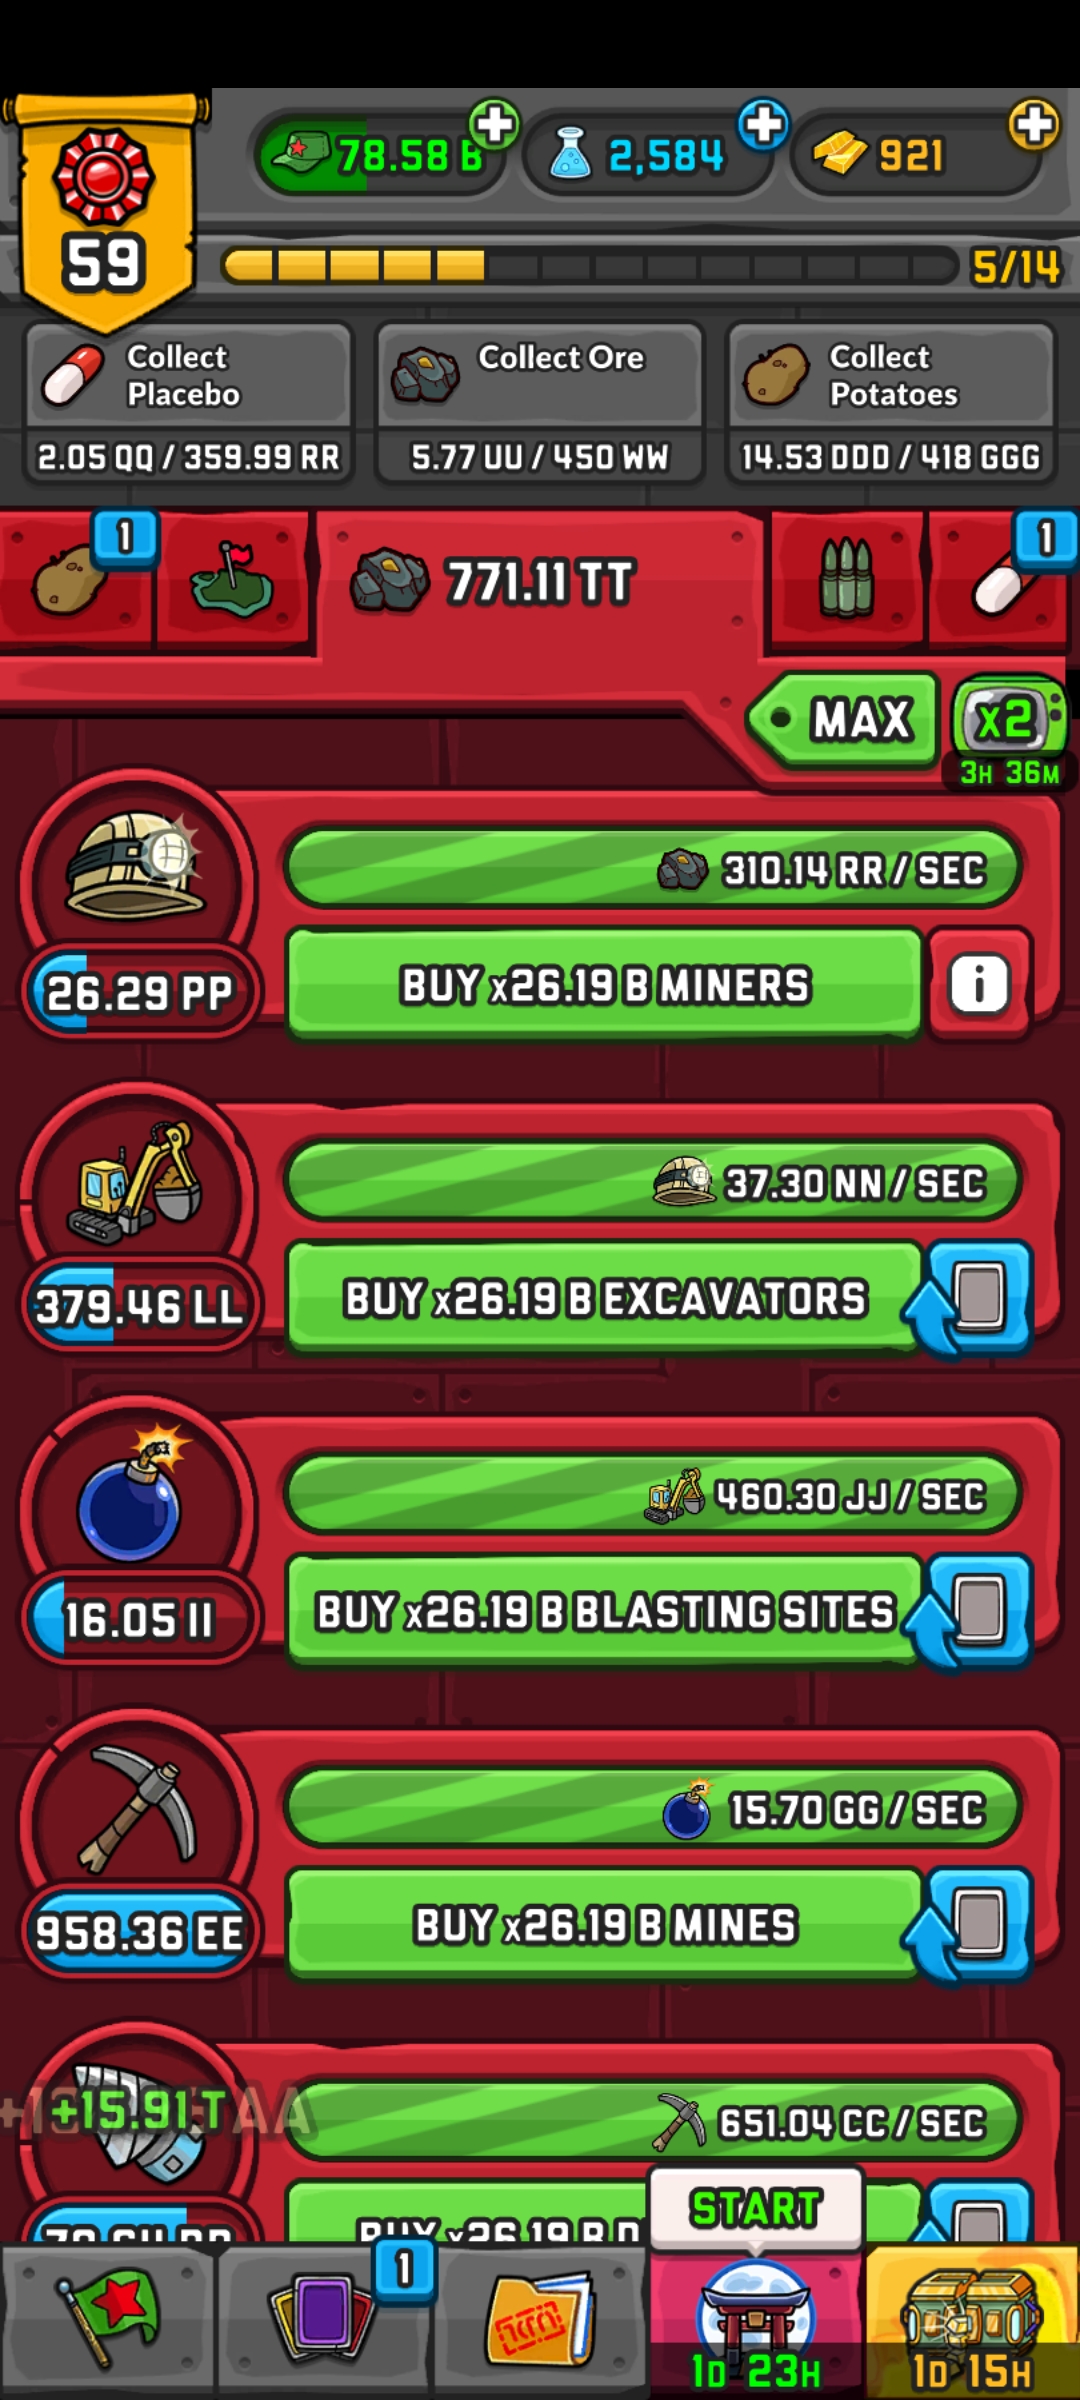 59
78.58 B
2,584
921
5/14
Collect Placebo
2.05 QQ / 359.99 RR
Collect Ore
5.77 UU / 450 WW
Collect Potatoes
14.53 DDD / 418 GGG
1
771.11 TT
1
MAX
x2
3H 36M
310.14 RR / SEC
26.29 PP
BUY x26.19 B MINERS
i
37.30 NN / SEC
379.46 LL
BUY x26.19 B EXCAVATORS
460.30 JJ / SEC
16.05 II
BUY x26.19 B BLASTING SITES
15.70 GG / SEC
958.36 EE
BUY x26.19 B MINES
+15.91 T
AA
651.04 CC / SEC
BUY x26.19 B
START
1
1D 23H
1D 15H